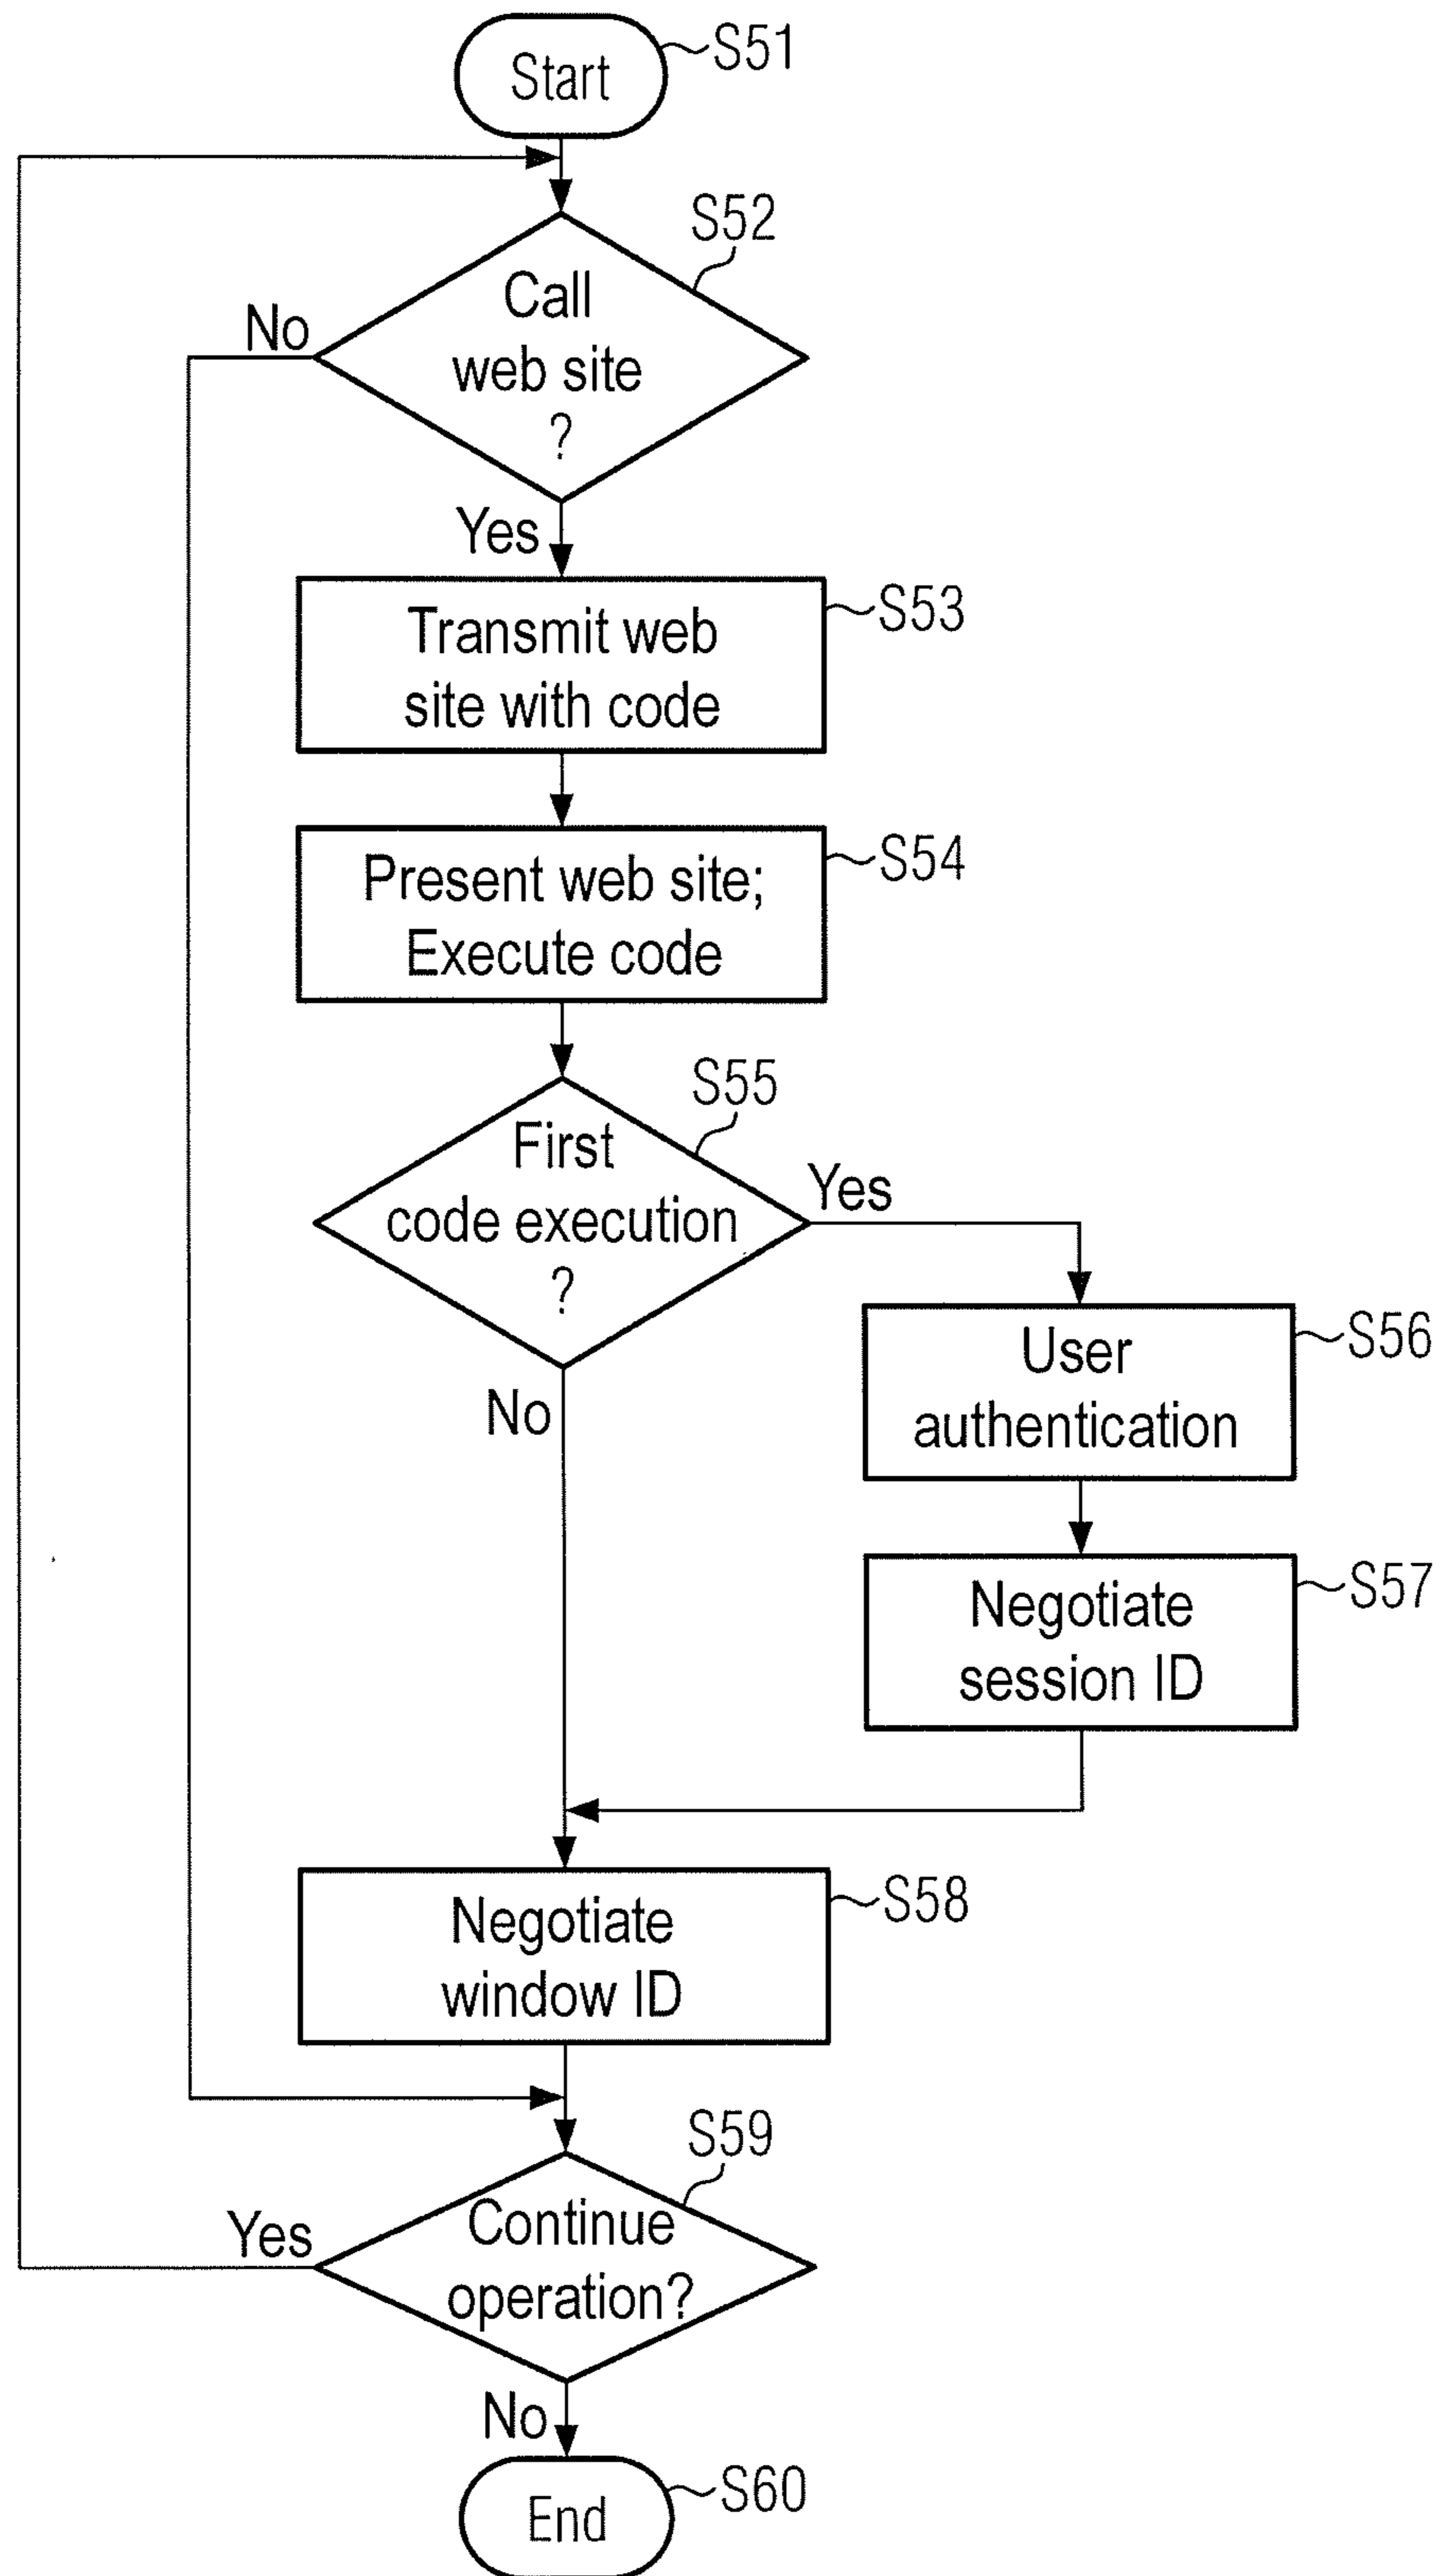 Start
S51
S52
Call
web site
?
No
Yes
Transmit web
site with code
S53
Present web site;
Execute code
S54
S55
First
code execution
?
Yes
No
User
authentication
S56
Negotiate
session ID
S57
Negotiate
window ID
S58
S59
Continue
operation?
Yes
No
End
S60